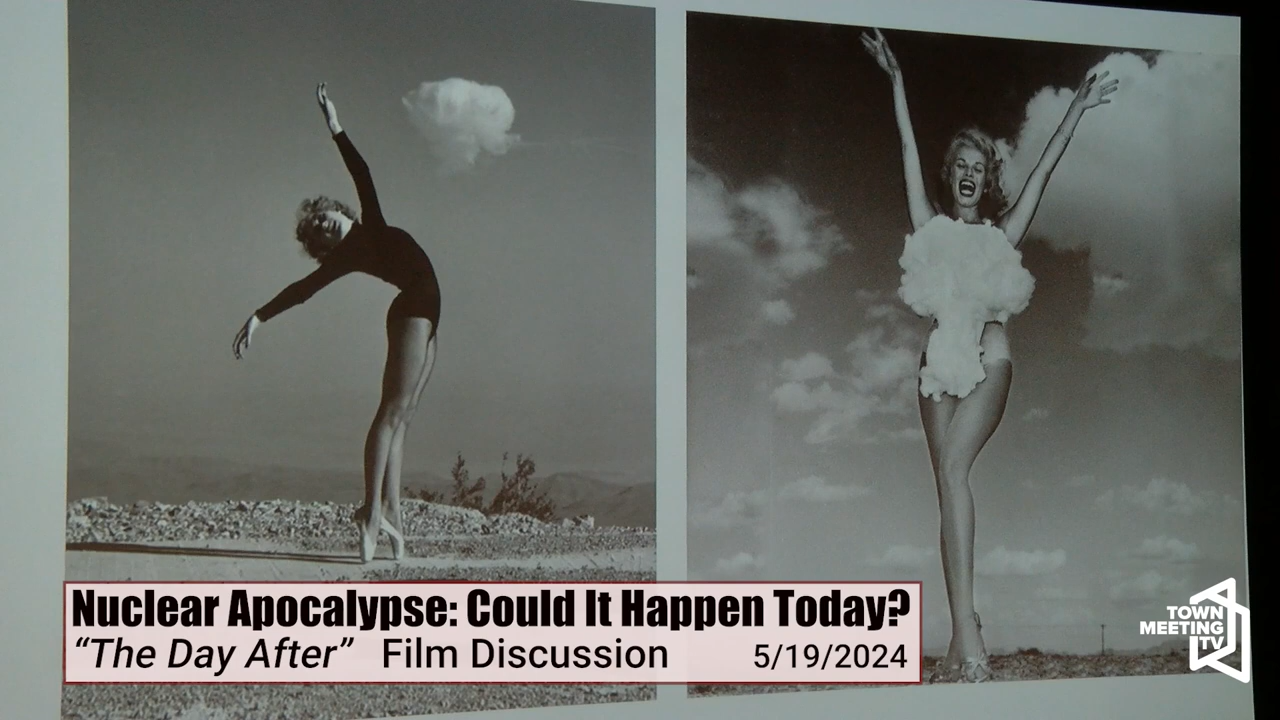 Nuclear Apocalypse: Could It Happen Today?
“The Day After” Film Discussion 5/19/2024
TOWN
MEETING
TV